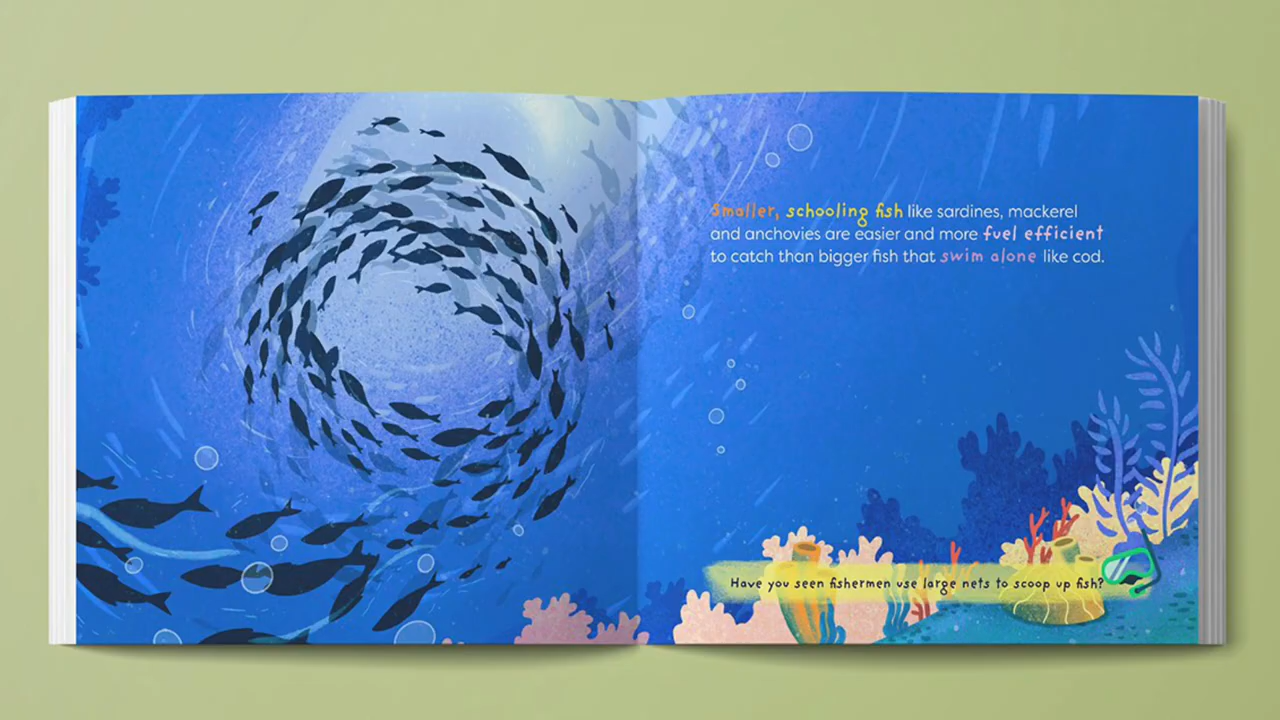 Smaller, schooling fish like sardines, mackerel
and anchovies are easier and more fuel efficient
to catch than bigger fish that swim alone like cod.
Have you seen fishermen use large nets to scoop up fish?